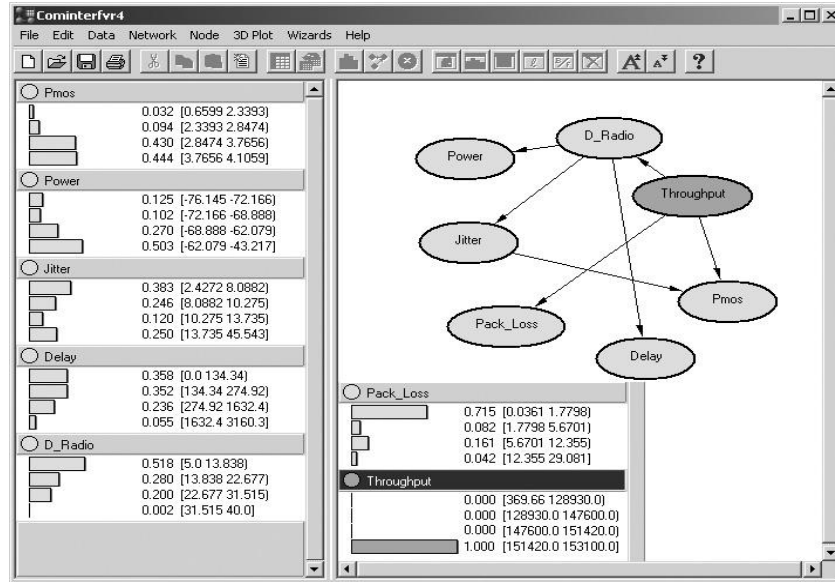 Cominterfvr4
File Edit Data Network Node 3D Plot Wizards Help
Pmos
0.032 [0.6599 2.3393)
0.094 [2.3393 2.8474)
0.430 [2.8474 3.7656)
0.444 [3.7656 4.1059)
Power
0.125 [-76.145 -72.166)
0.102 [-72.166 -68.888)
0.270 [-68.888 -62.079)
0.503 [-62.079 -43.217)
Jitter
0.383 [2.4272 8.0882)
0.246 [8.0882 10.275)
0.120 [10.275 13.735)
0.250 [13.735 45.543)
Delay
0.358 [0.0 134.34)
0.352 [134.34 274.92)
0.236 [274.92 1632.4)
0.055 [1632.4 3160.3)
D_Radio
0.518 [5.0 13.838)
0.280 [13.838 22.677)
0.200 [22.677 31.515)
0.002 [31.515 40.0]
D_Radio
Power
Throughput
Jitter
Pmos
Pack_Loss
Delay
Pack_Loss
0.715 [0.0361 1.7798)
0.082 [1.7798 5.6701)
0.161 [5.6701 12.355)
0.042 [12.355 29.081)
Throughput
0.000 [369.66 128930.0)
0.000 [128930.0 147600.0)
0.000 [147600.0 151420.0)
1.000 [151420.0 153100.0]